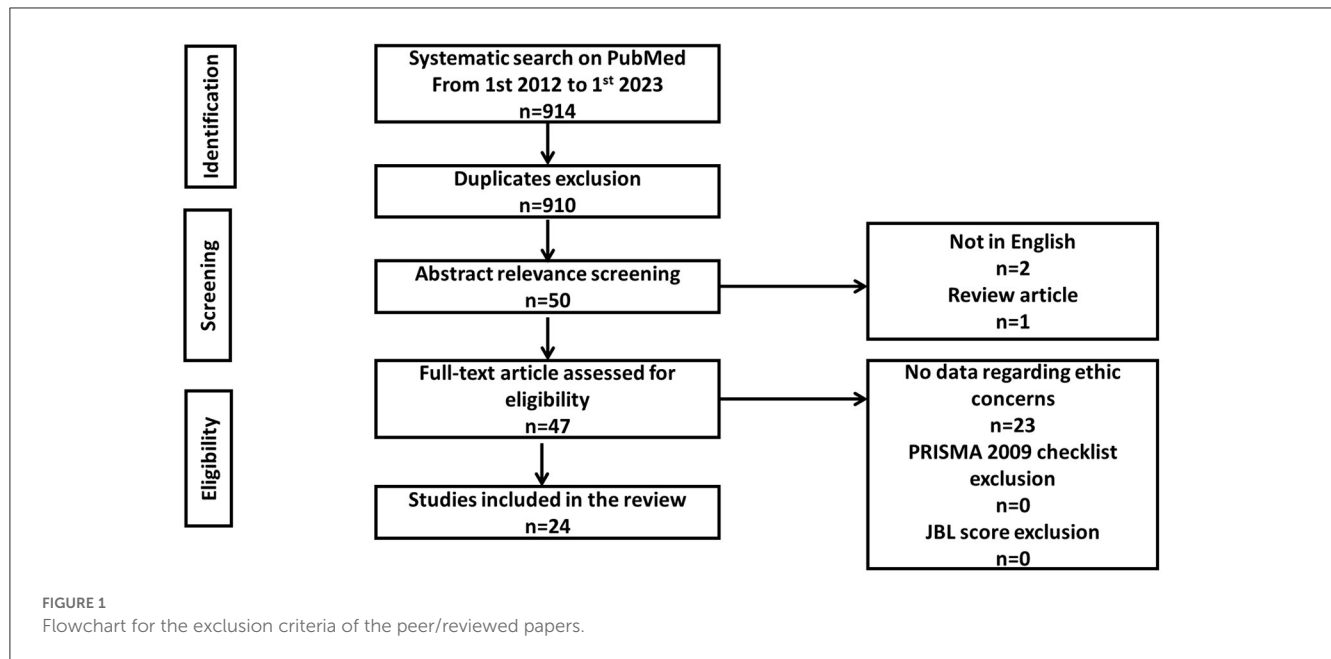 Identification
Systematic search on PubMed
From 1st 2012 to 1st 2023
n=914
Duplicates exclusion
n=910
Screening
Abstract relevance screening
n=50
Not in English
n=2
Review article
n=1
Eligibility
Full-text article assessed for
eligibility
n=47
No data regarding ethic
concerns
n=23
PRISMA 2009 checklist
exclusion
n=0
JBL score exclusion
n=0
Studies included in the review
n=24
FIGURE 1
Flowchart for the exclusion criteria of the peer/reviewed papers.